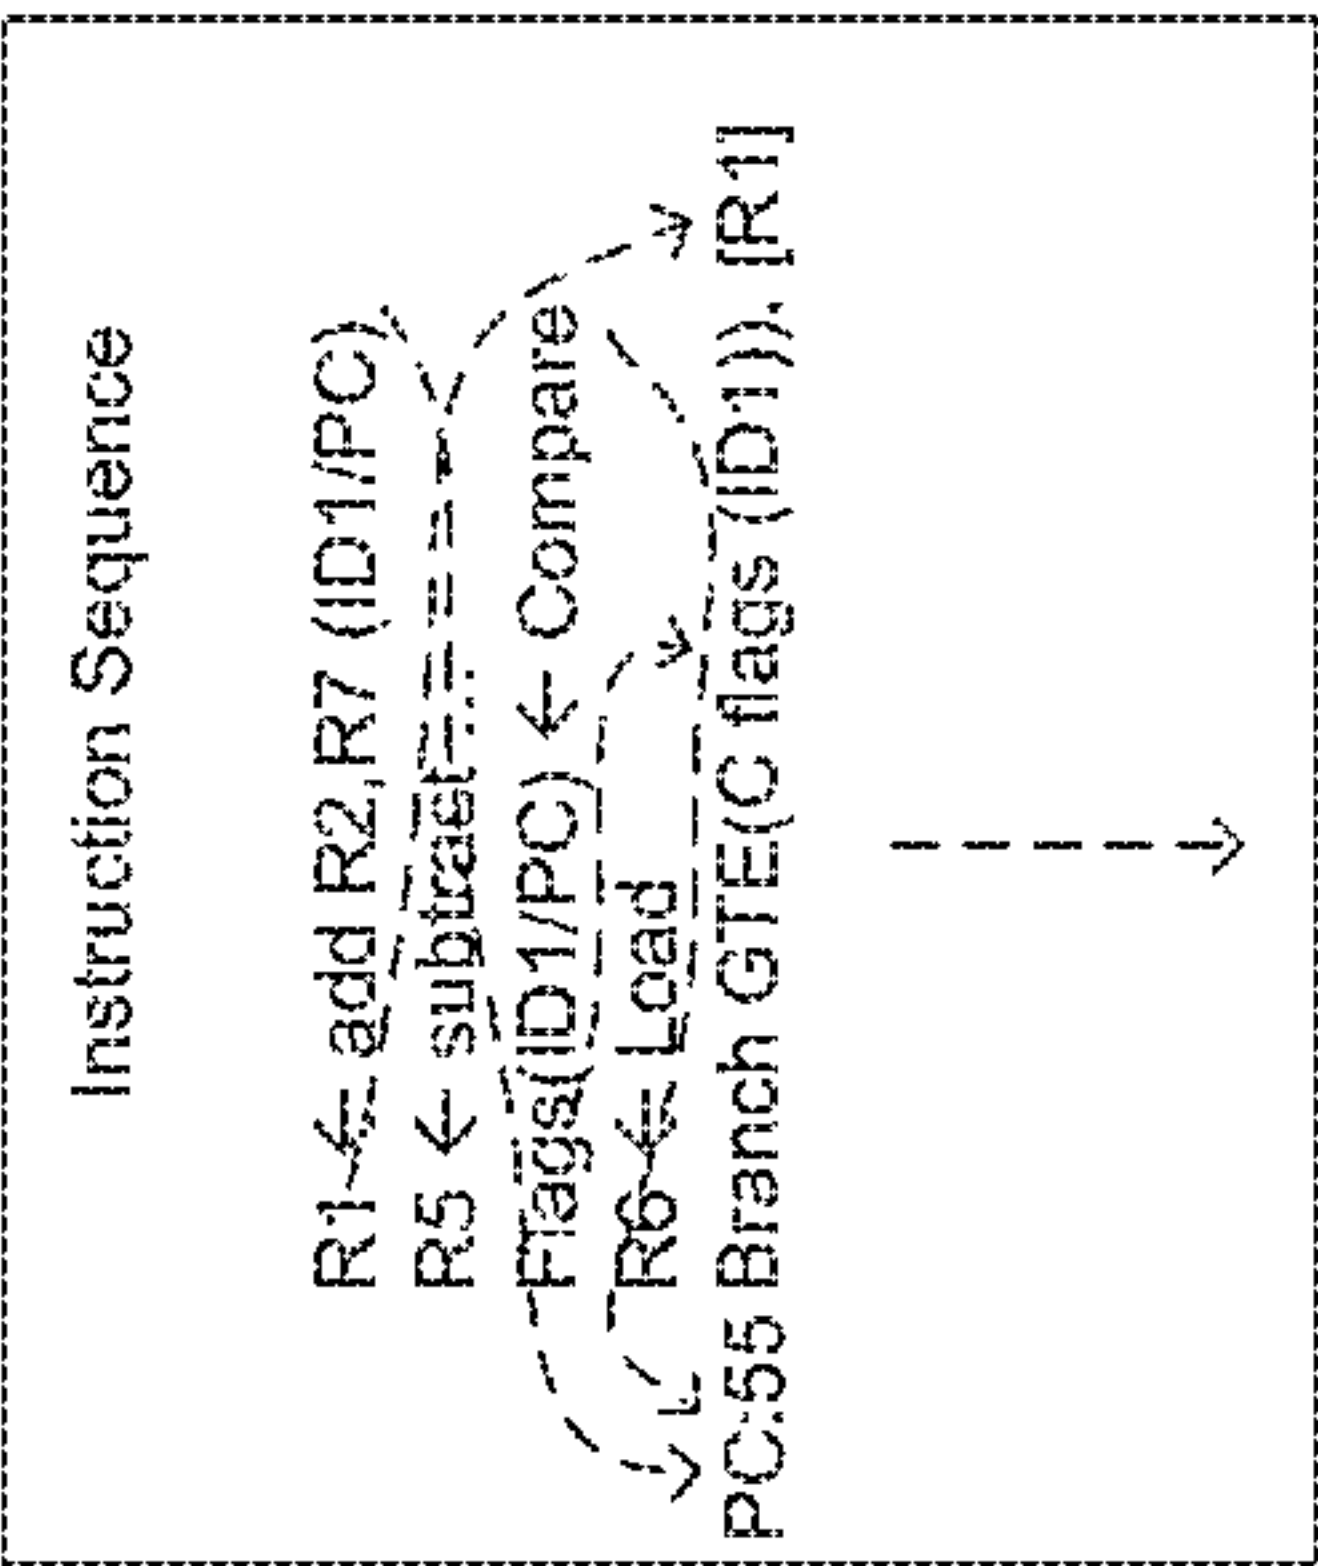 Instruction Sequence
R1 ← add R2,R7 (ID1/PC)
R5 ← subtract ...
Flags(ID1/PC) ← Compare
R6 ← Load
PC:55 Branch GTE(C flags (ID1)). [R1]